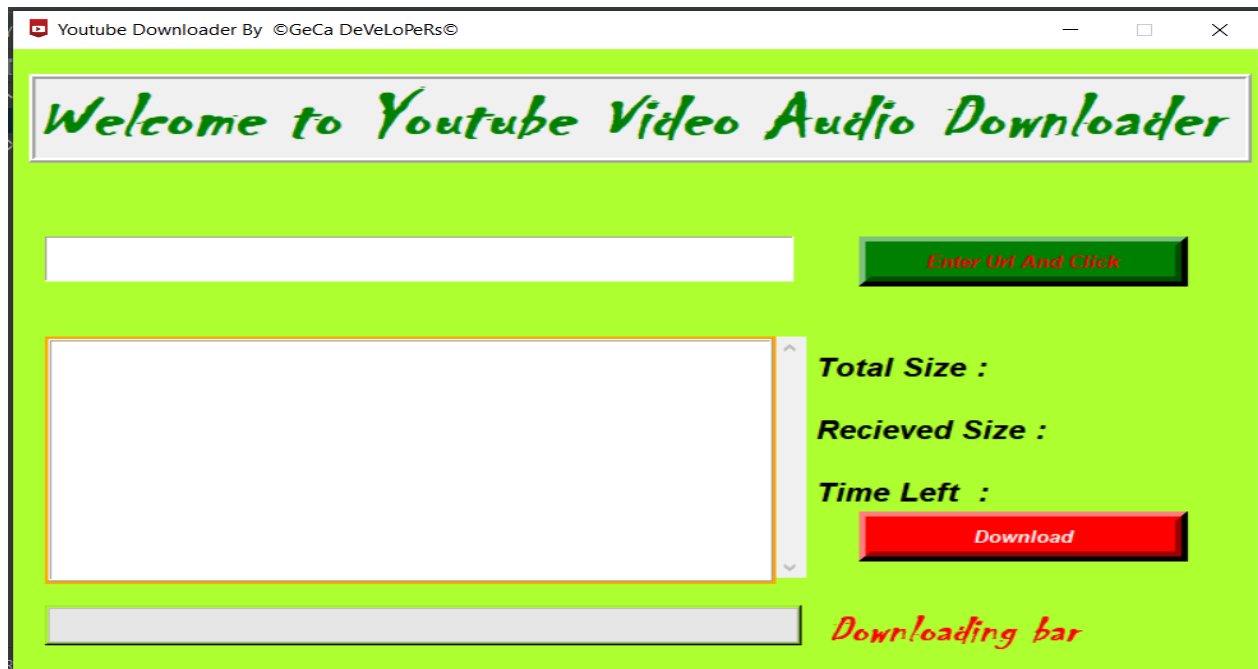 Youtube Downloader By ©GeCa DeVeLoPeRs©
Welcome to Youtube Video Audio Downloader
Enter Url And Click
Total Size :
Recieved Size :
Time Left :
Download
Downloading bar